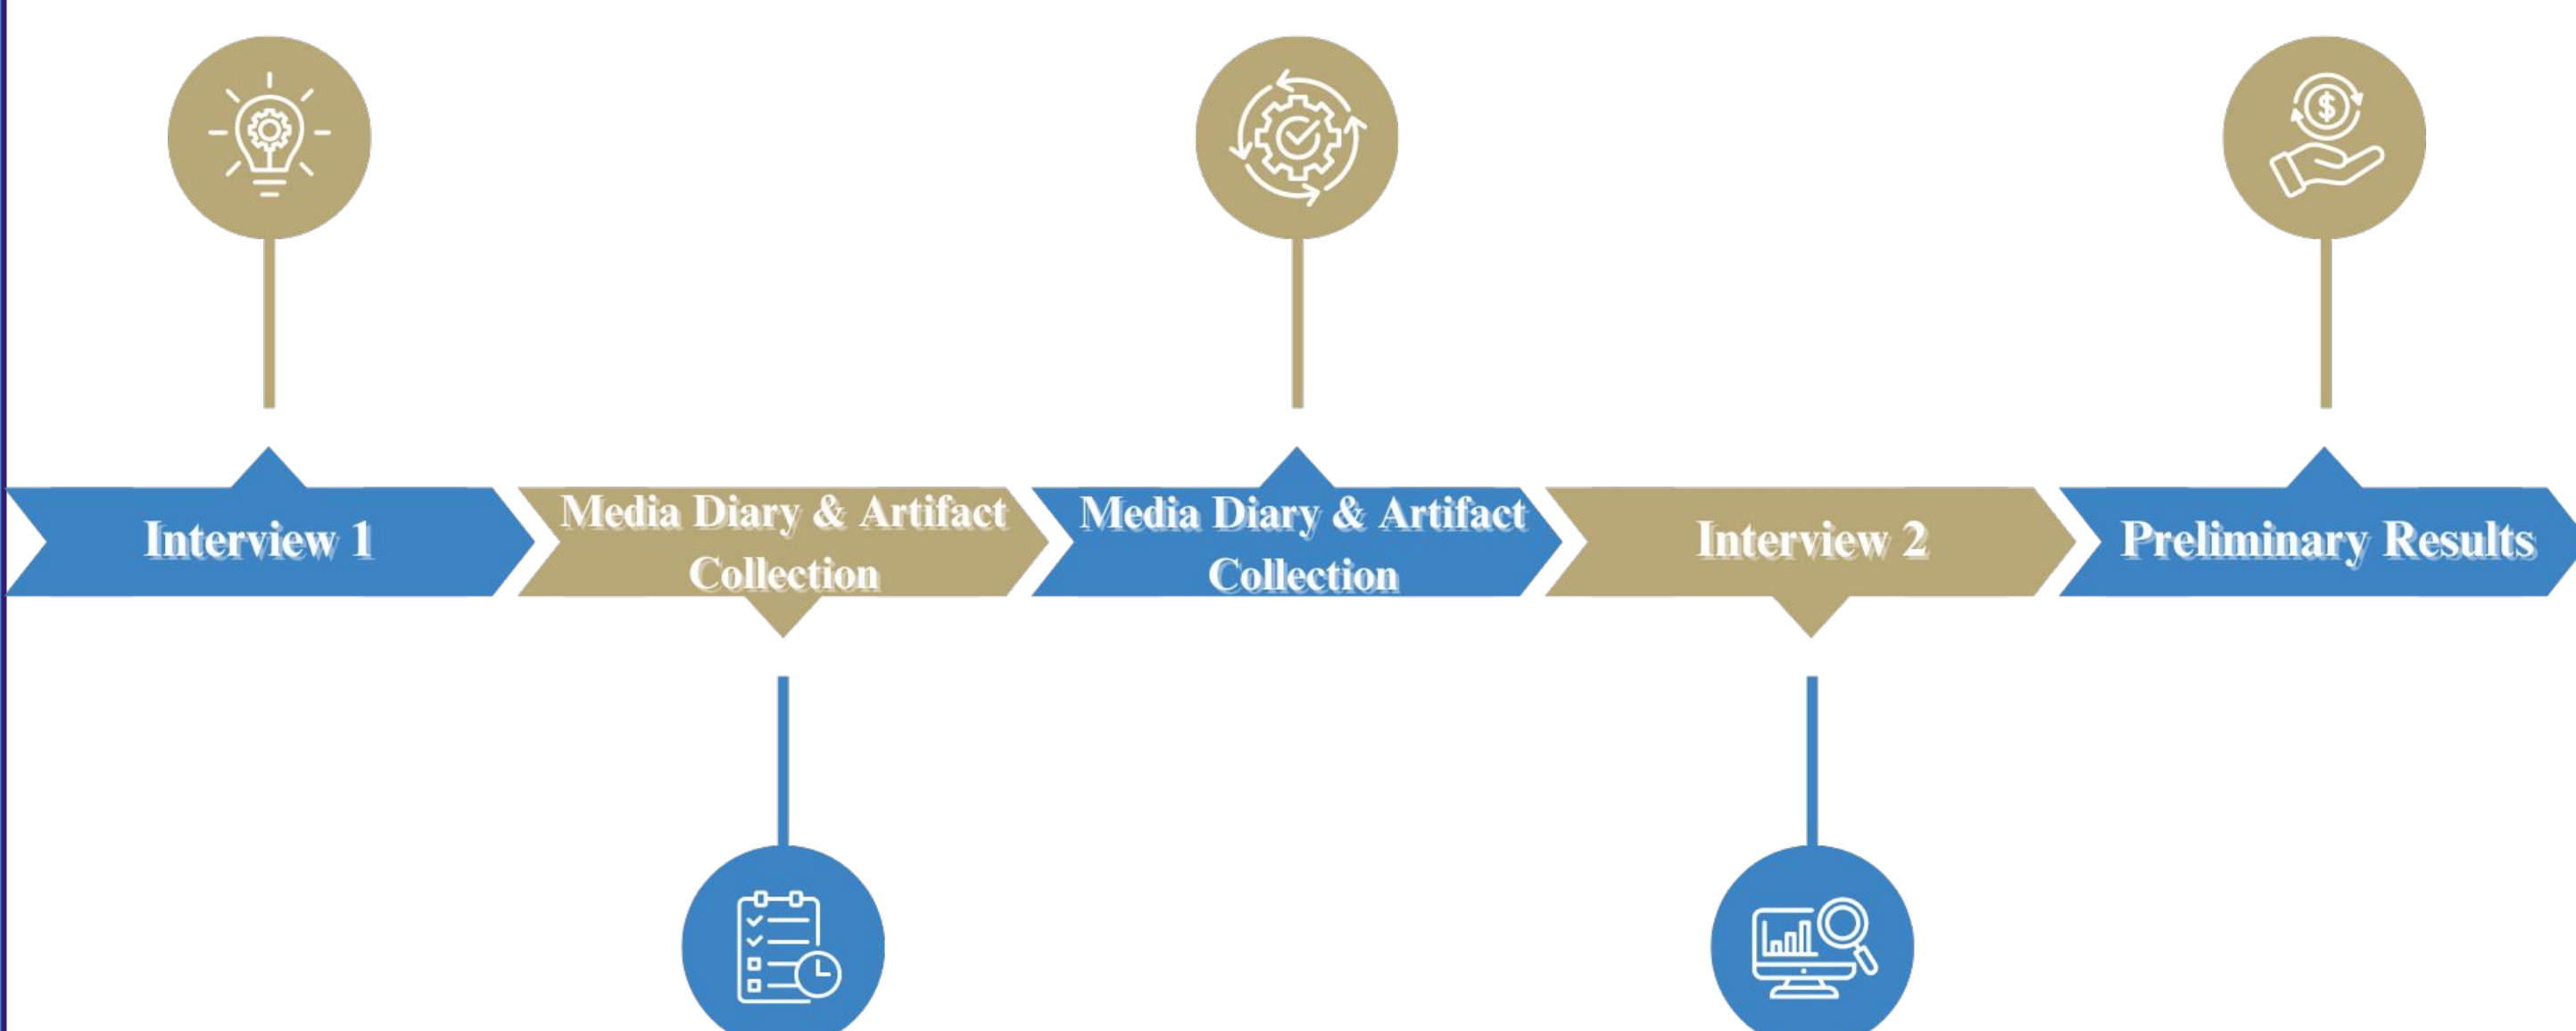 $
Interview 1
Media Diary & Artifact
Collection
Media Diary & Artifact
Collection
Interview 2
Preliminary Results